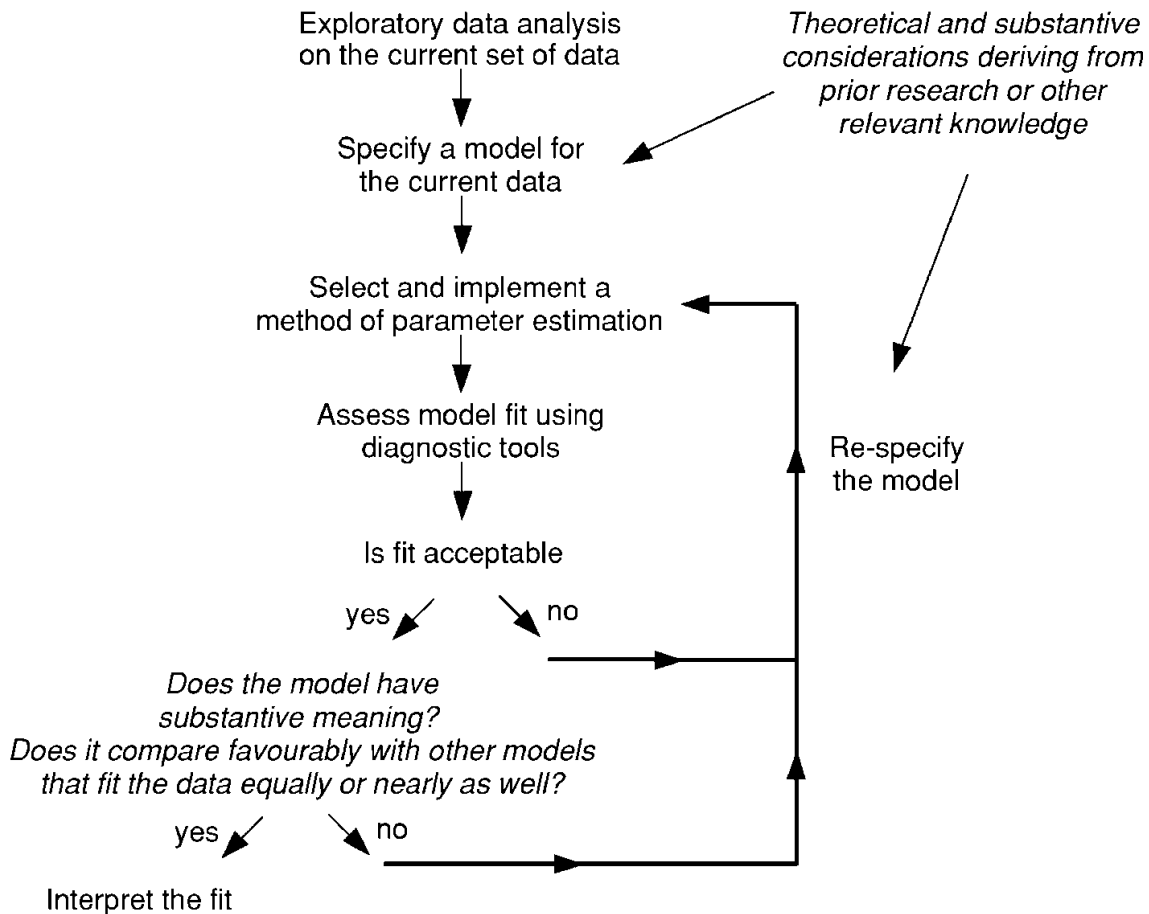 Exploratory data analysis
on the current set of data
Theoretical and substantive
considerations deriving from
prior research or other
relevant knowledge
Specify a model for
the current data
Select and implement a
method of parameter estimation
Assess model fit using
diagnostic tools
Re-specify
the model
Is fit acceptable
yes
no
Does the model have
substantive meaning?
Does it compare favourably with other models
that fit the data equally or nearly as well?
yes
no
Interpret the fit